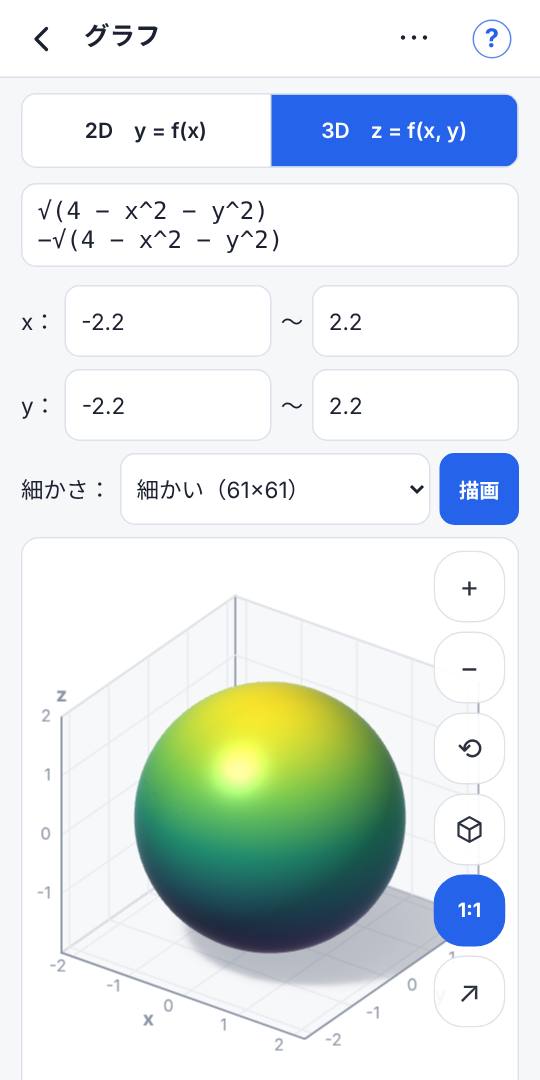 グラフ
?
2D y = f(x)
3D z = f(x, y)
√(4 − x^2 − y^2)
−√(4 − x^2 − y^2)
x： -2.2 〜 2.2
y： -2.2 〜 2.2
細かさ： 細かい（61×61） 描画
+
−
1:1
z
2
1
0
-1
-2
-1
0
1
2
x
-2
-1
0
1
y